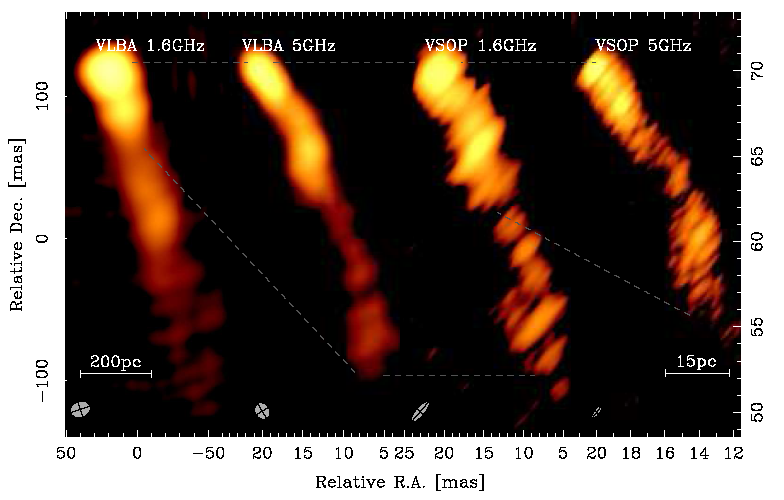 VLBA 1.6GHz VLBA 5GHz VSOP 1.6GHz VSOP 5GHz
Relative Dec. [mas]
100
0
−100
70
65
60
55
50
200pc 15pc
50 0 −50 20 15 10 5 25 20 15 10 5 20 18 16 14 12
Relative R.A. [mas]